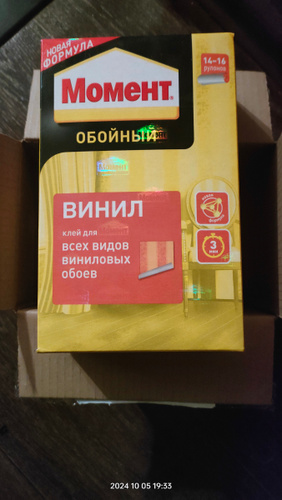 НОВАЯ
ФОРМУЛА
14-16
рулонов
Момент
ОБОЙНЫЙ
ВИНИЛ
клей для
всех видов
виниловых
обоев
3
2024 10 05 19:33